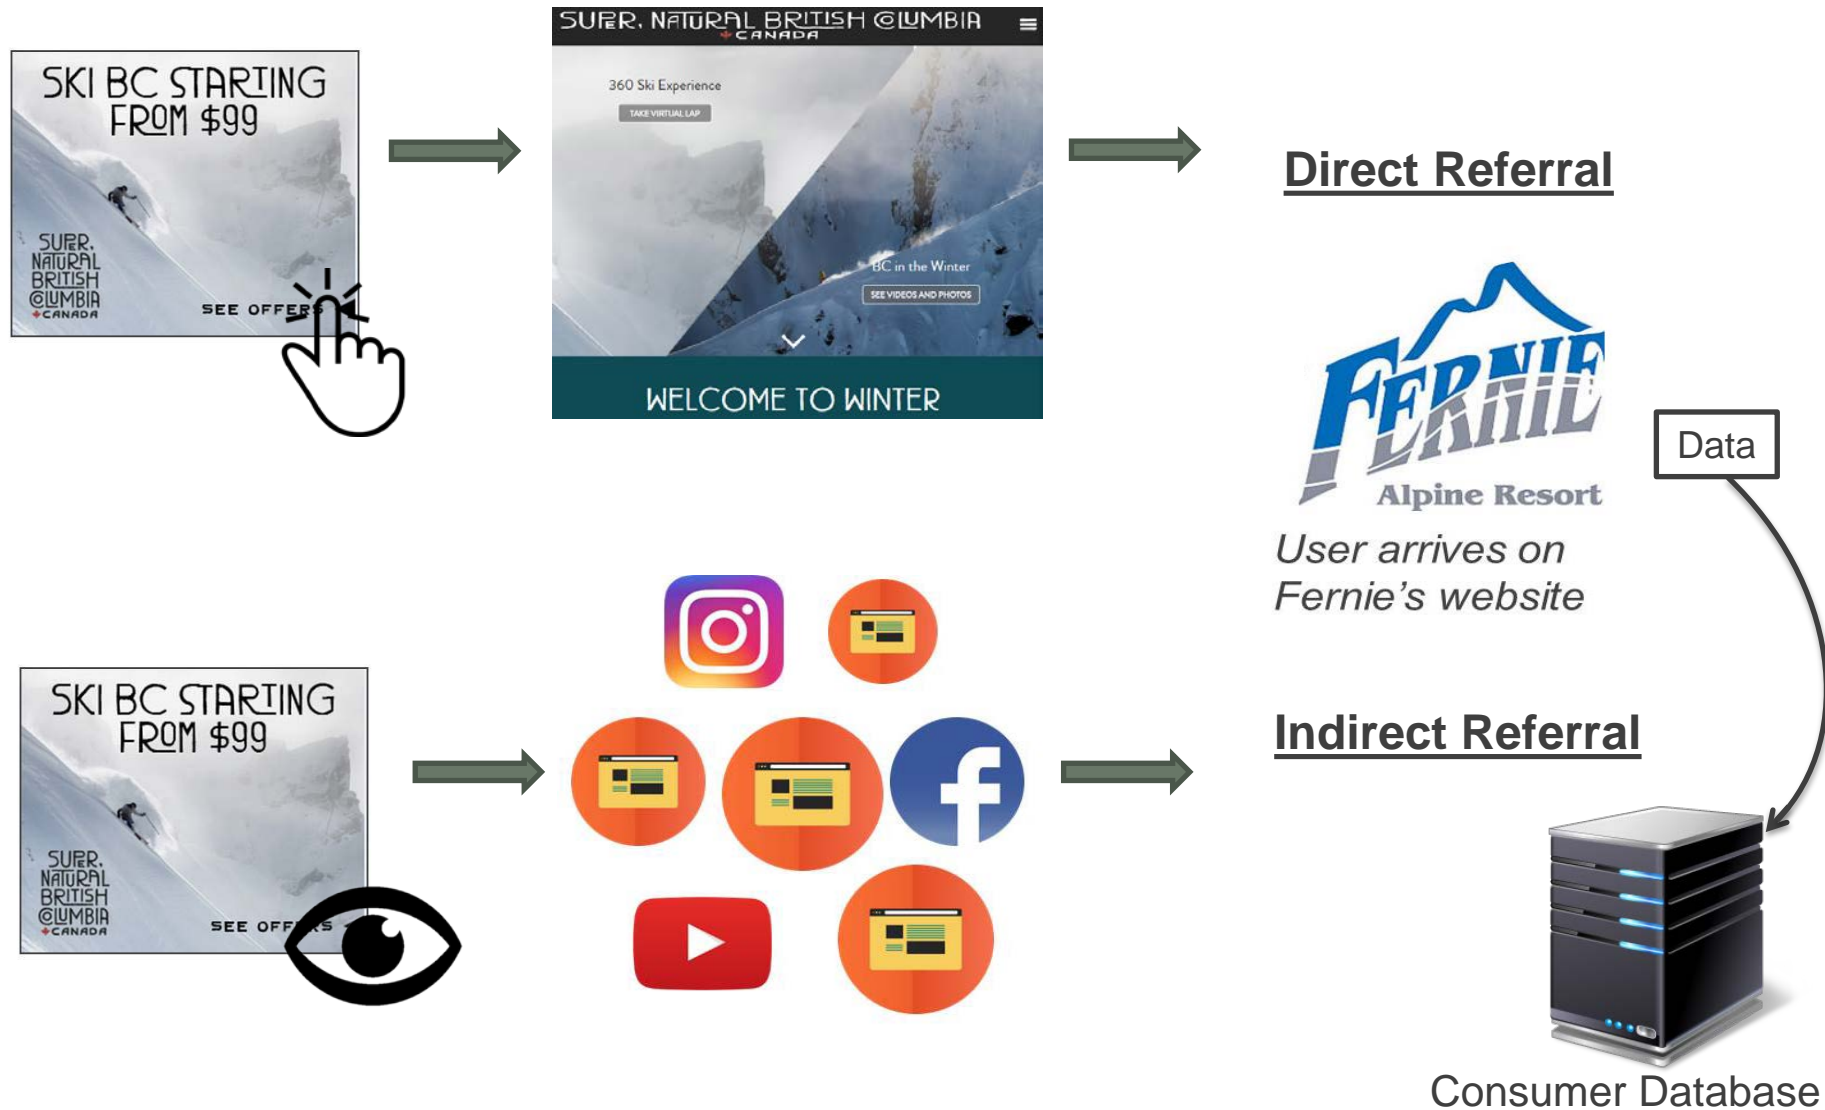 SUPER, NATURAL BRITISH COLUMBIA
CANADA
SKI BC STARTING
FROM $99
SUPER,
NATURAL
BRITISH
COLUMBIA
CANADA
SEE OFFERS
360 Ski Experience
TAKE VIRTUAL LAP
BC in the Winter
SEE VIDEOS AND PHOTOS
WELCOME TO WINTER
Direct Referral
FERNIE
Alpine Resort
User arrives on
Fernie's website
Data
SKI BC STARTING
FROM $99
SUPER,
NATURAL
BRITISH
COLUMBIA
CANADA
SEE OFFERS
Indirect Referral
Consumer Database